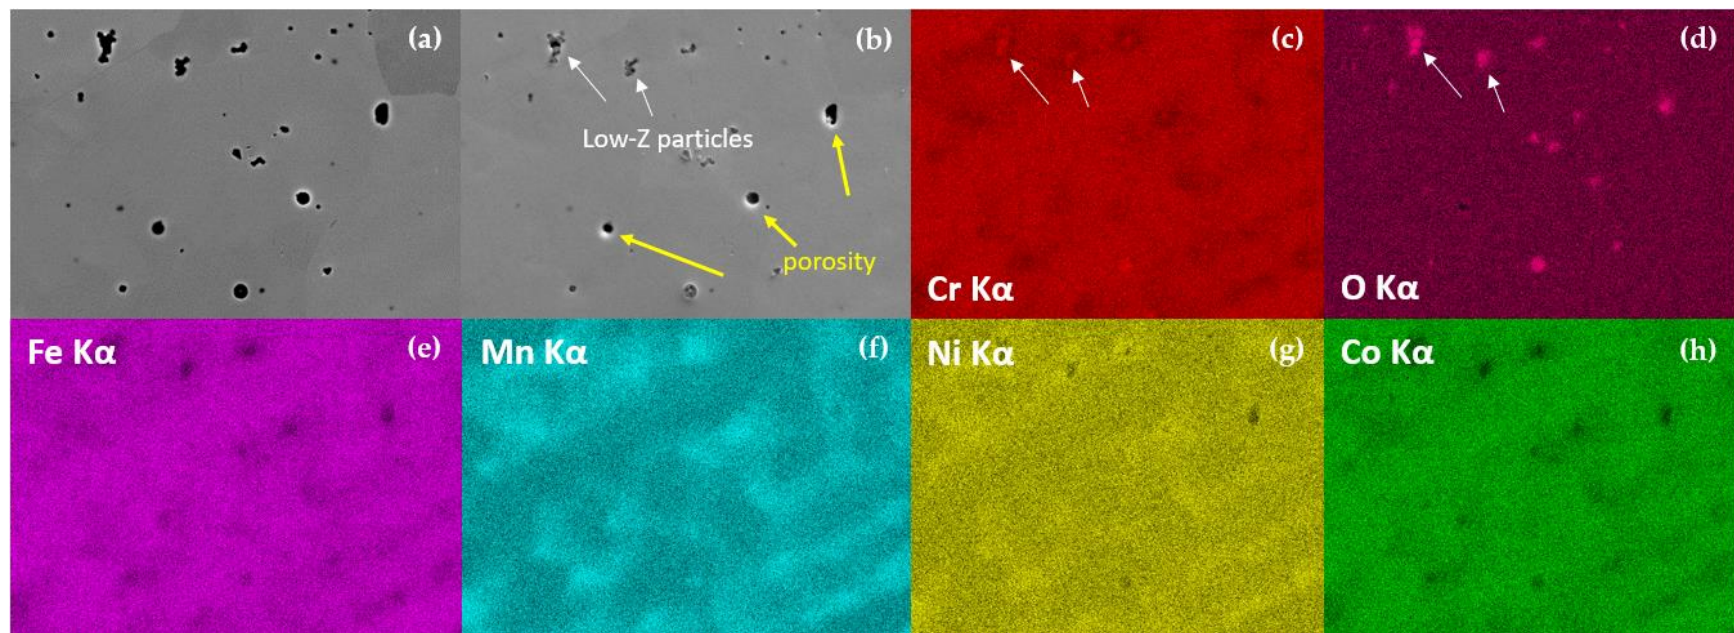 (a)
(b)
(c)
(d)
Low-Z particles
porosity
Cr Kα
O Kα
Fe Kα
(e)
Mn Kα
(f)
Ni Kα
(g)
Co Kα
(h)